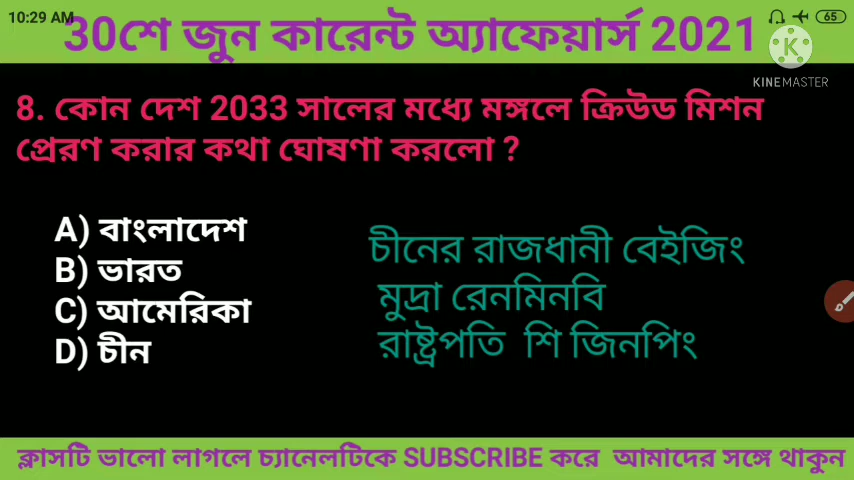 10:29 AM
65
30শে জুন কারেন্ট অ্যাফেয়ার্স 2021
K
KINEMASTER
8. কোন দেশ 2033 সালের মধ্যে মঙ্গলে ক্রিউড মিশন
প্রেরণ করার কথা ঘোষণা করলো ?
A) বাংলাদেশ
B) ভারত
C) আমেরিকা
D) চীন
চীনের রাজধানী বেইজিং
মুদ্রা রেনমিনবি
রাষ্ট্রপতি শি জিনপিং
ক্লাসটি ভালো লাগলে চ্যানেলটিকে SUBSCRIBE করে আমাদের সঙ্গে থাকুন